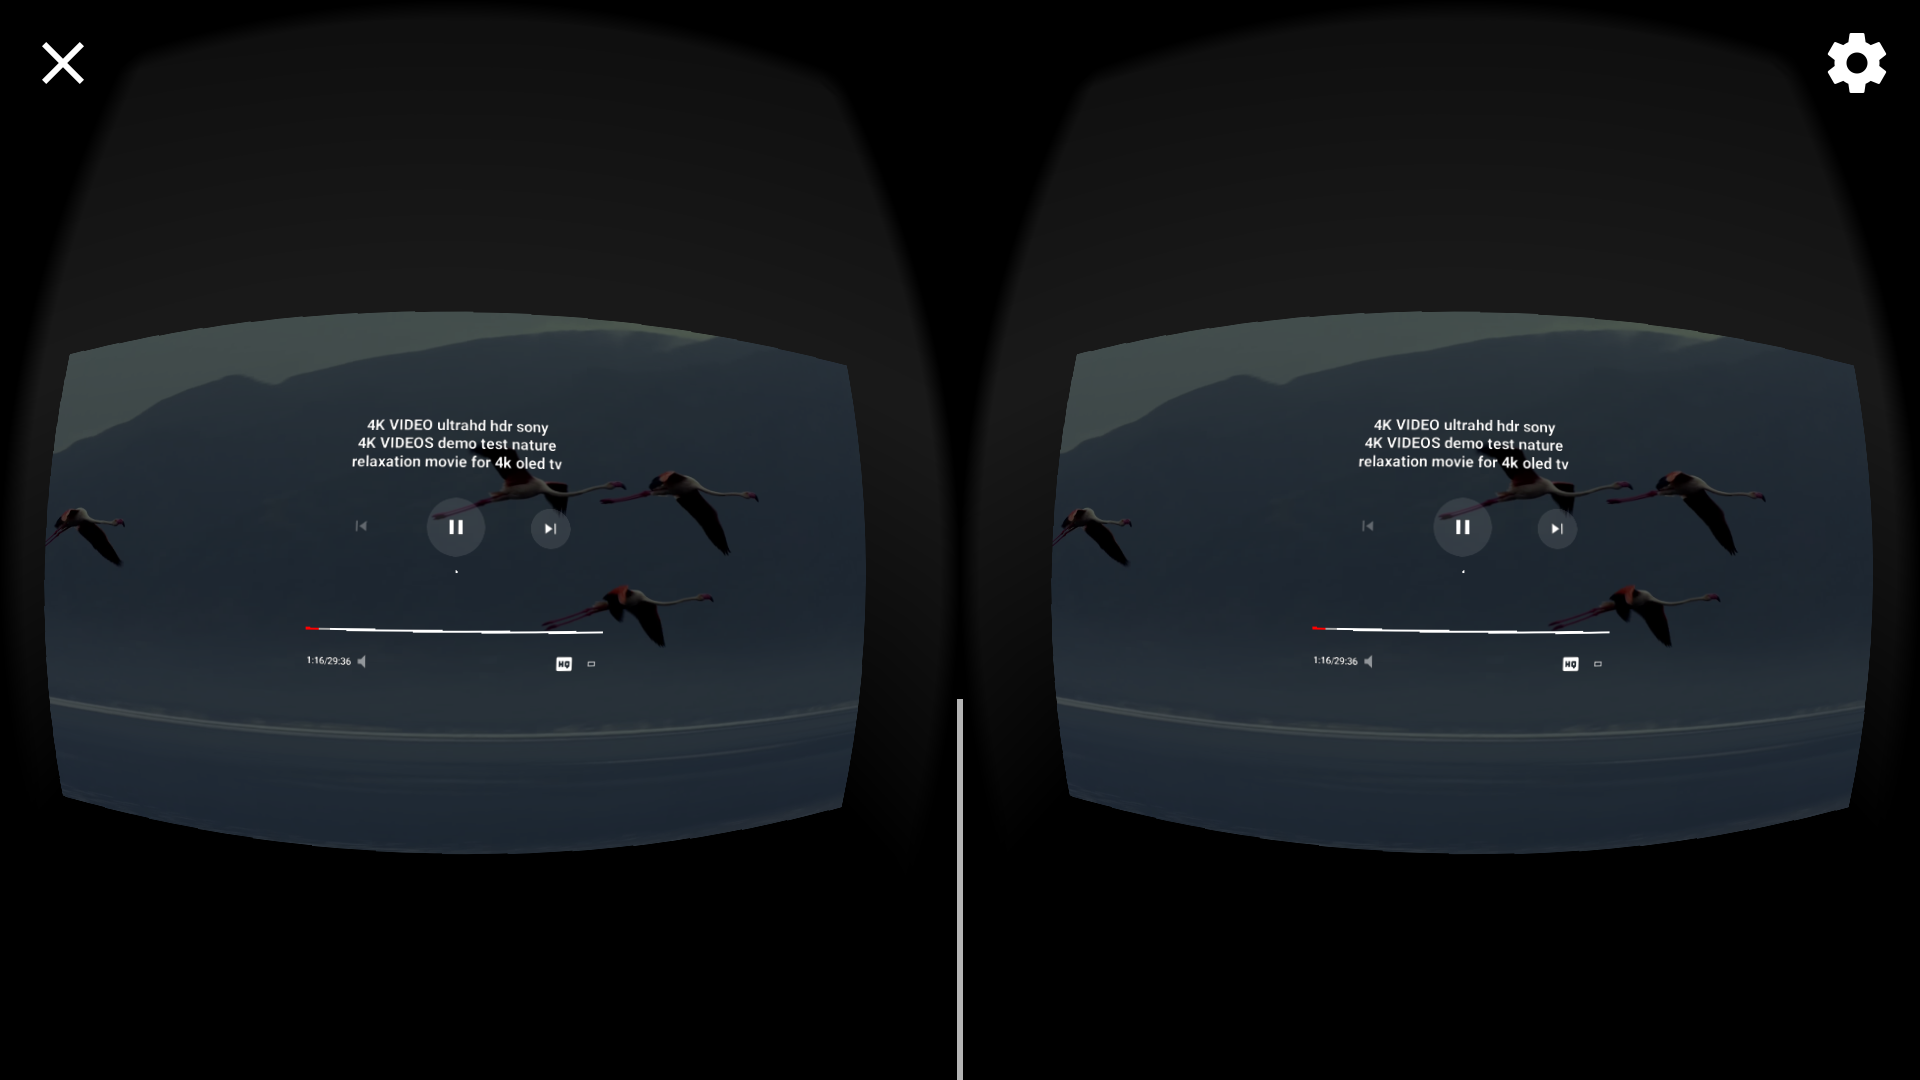 4K VIDEO ultrahd hdr sony
4K VIDEOS demo test nature
relaxation movie for 4k oled tv
1:16/29:36
HQ
4K VIDEO ultrahd hdr sony
4K VIDEOS demo test nature
relaxation movie for 4k oled tv
1:16/29:36
HQ